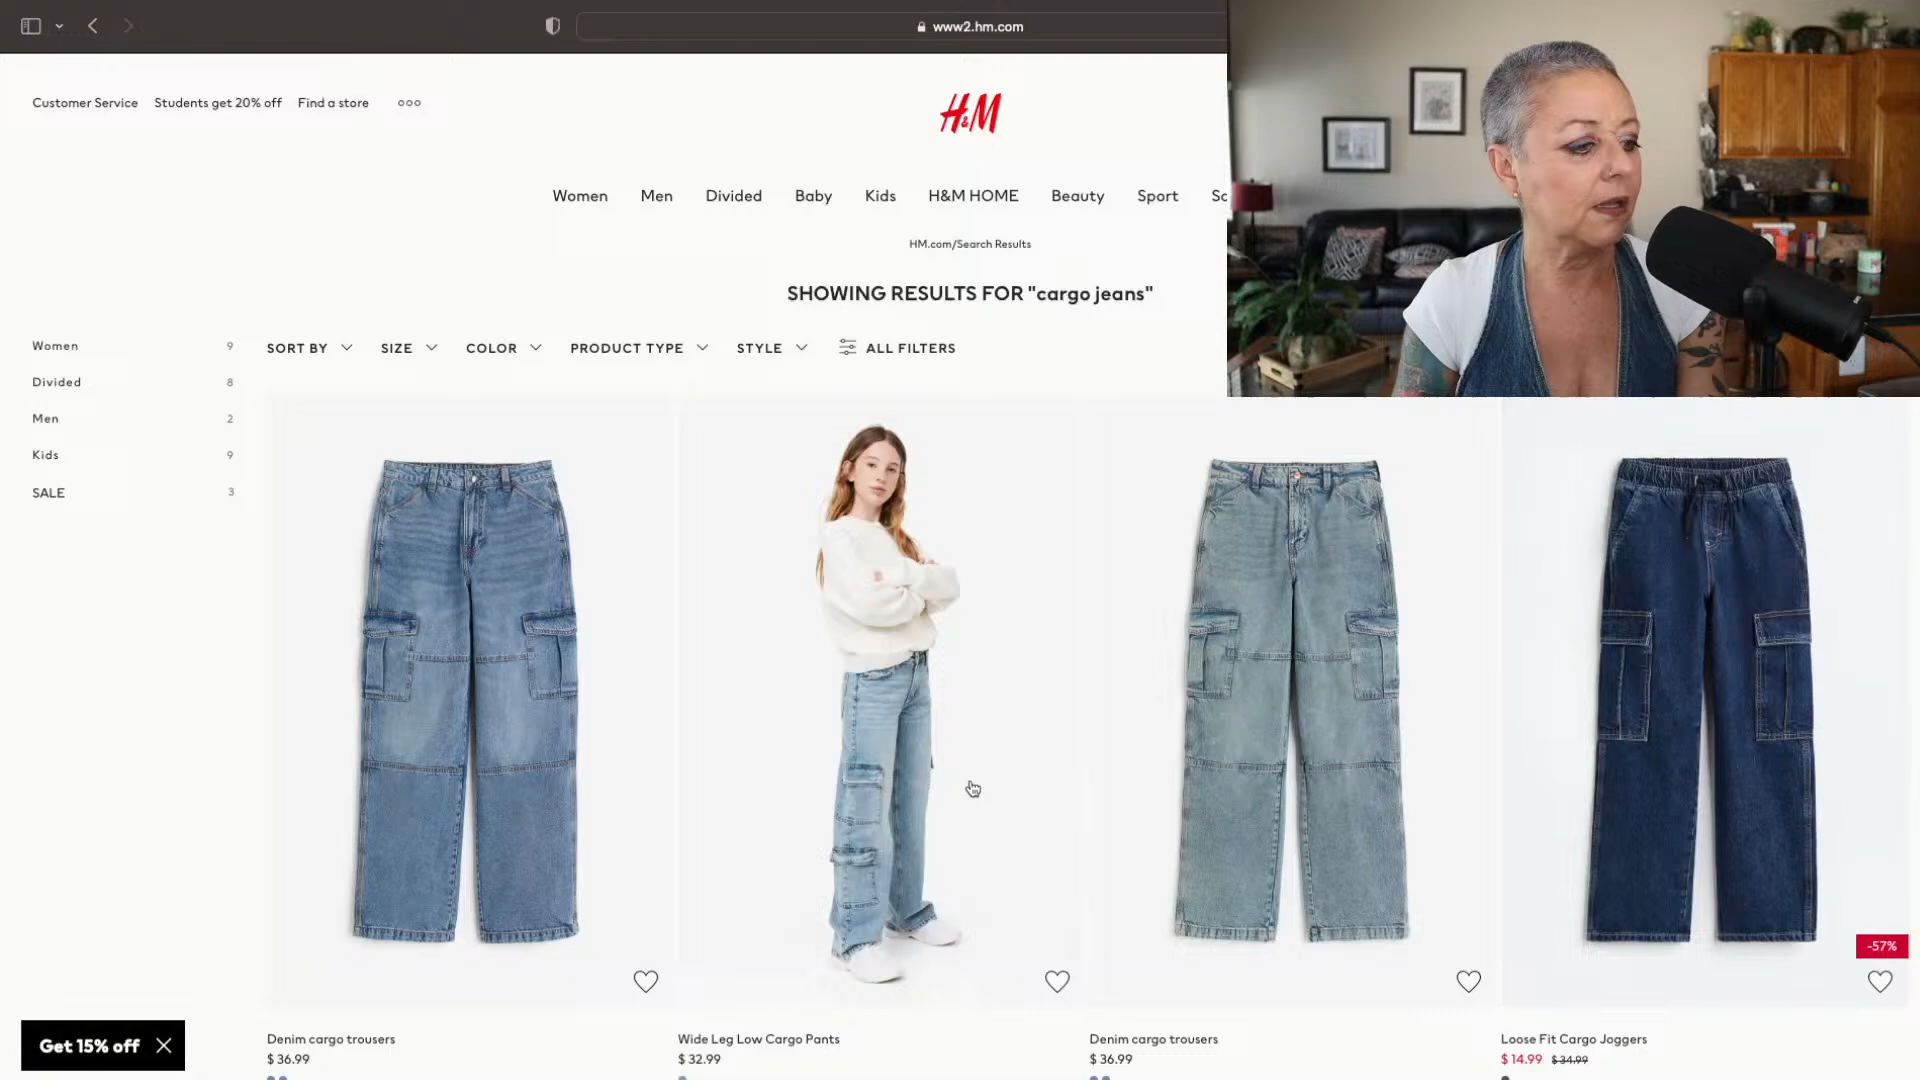 www2.hm.com
Customer Service Students get 20% off Find a store
H&M
Women Men Divided Baby Kids H&M HOME Beauty Sport
HM.com/Search Results
SHOWING RESULTS FOR "cargo jeans"
Women 9
Divided 8
Men 2
Kids 9
SALE 3
SORT BY SIZE COLOR PRODUCT TYPE STYLE ALL FILTERS
-57%
Denim cargo trousers
$ 36.99
Wide Leg Low Cargo Pants
$ 32.99
Denim cargo trousers
$ 36.99
Loose Fit Cargo Joggers
$ 14.99 $ 34.99
Get 15% off